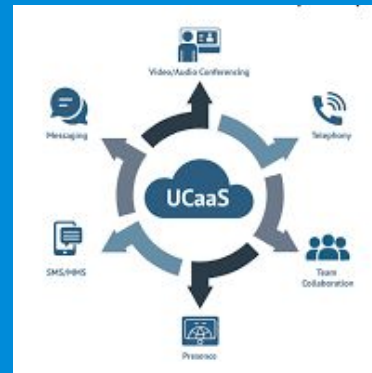 Video/Audio Conferencing
Messaging
Telephony
UCaaS
SMS/MMS
Team
Collaboration
Presence